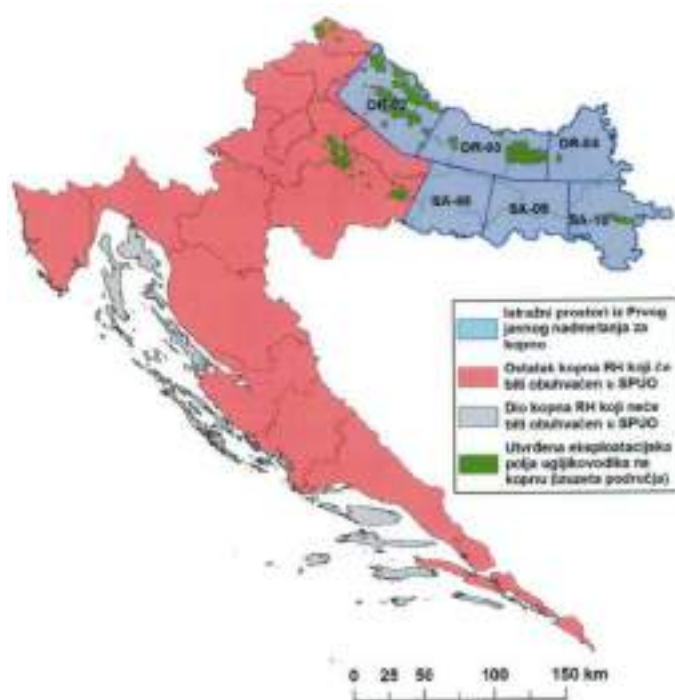 DR-02
DR-03
DR-04
SA-08
SA-09
SA-10
Istražni prostori iz Prvog
javnog nadmetanja za
kopno
Ostatak kopna RH koji će
biti obuhvaćen u SPUO
Dio kopna RH koji neće
biti obuhvaćen u SPUO
Utvrđena eksploatacijska
polja ugljikovodika na
kopnu (izuzeta područja)
0 25 50 100 150 km